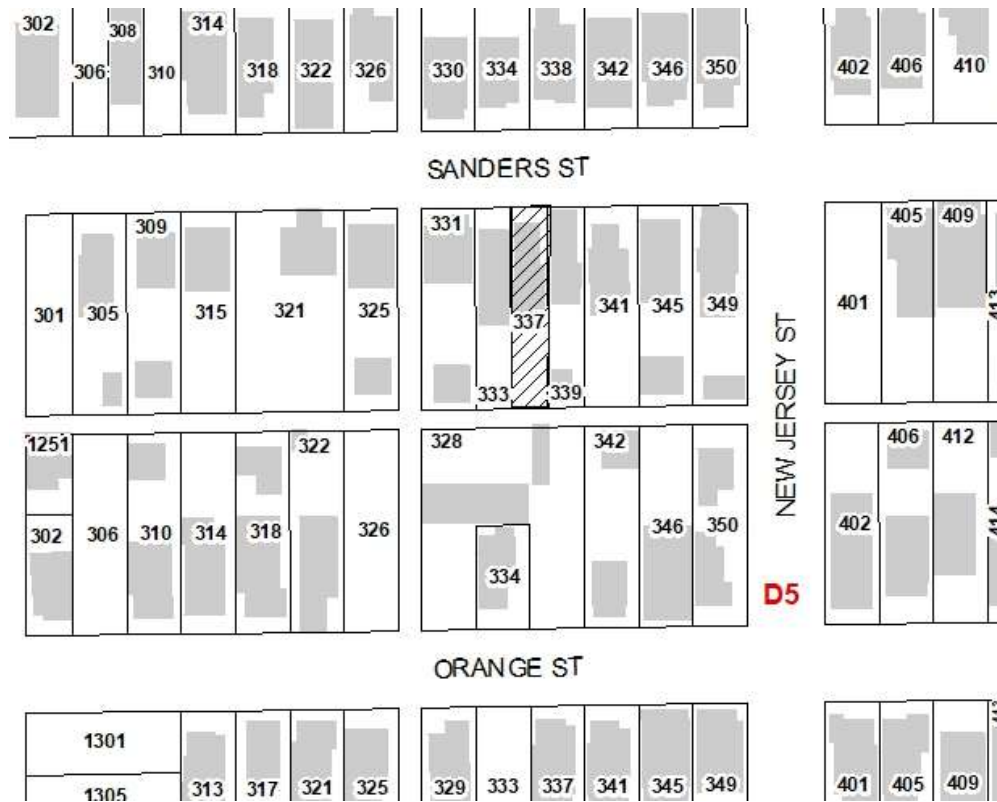 302 306 308 310 314 318 322 326 330 334 338 342 346 350 402 406 410
SANDERS ST
301 305 309 315 321 325 331 333 337 339 341 345 349 401 405 409 413
NEW JERSEY ST
1251 302 306 310 314 318 322 326 328 334 342 346 350 402 406 412 414
D5
ORANGE ST
1301
1305 313 317 321 325 329 333 337 341 345 349 401 405 409